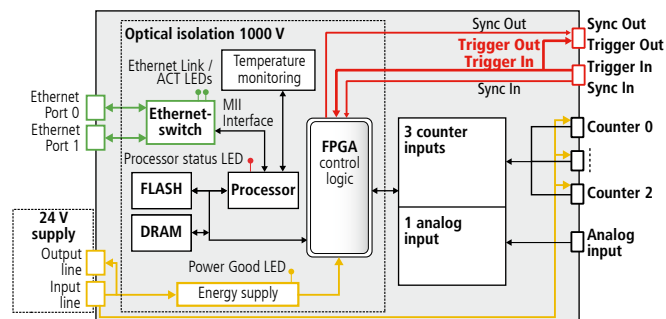 Optical isolation 1000 V
Sync Out
Sync Out
Trigger Out
Trigger Out
Trigger In
Trigger In
Sync In
Sync In
Ethernet Link /
ACT LEDs
Temperature
monitoring
Ethernet
Port 0
Ethernet
Port 1
Ethernet-
switch
MII
Interface
Processor status LED
FLASH
Processor
DRAM
FPGA
control
logic
3 counter
inputs
1 analog
input
Counter 0
Counter 2
Analog
input
24 V
supply
Output
line
Input
line
Power Good LED
Energy supply